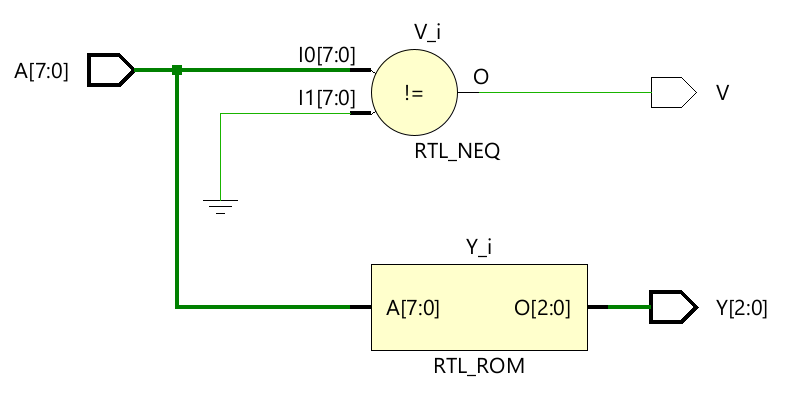 V_i
A[7:0]
I0[7:0]
I1[7:0]
!=
O
V
RTL_NEQ
Y_i
A[7:0]
O[2:0]
Y[2:0]
RTL_ROM